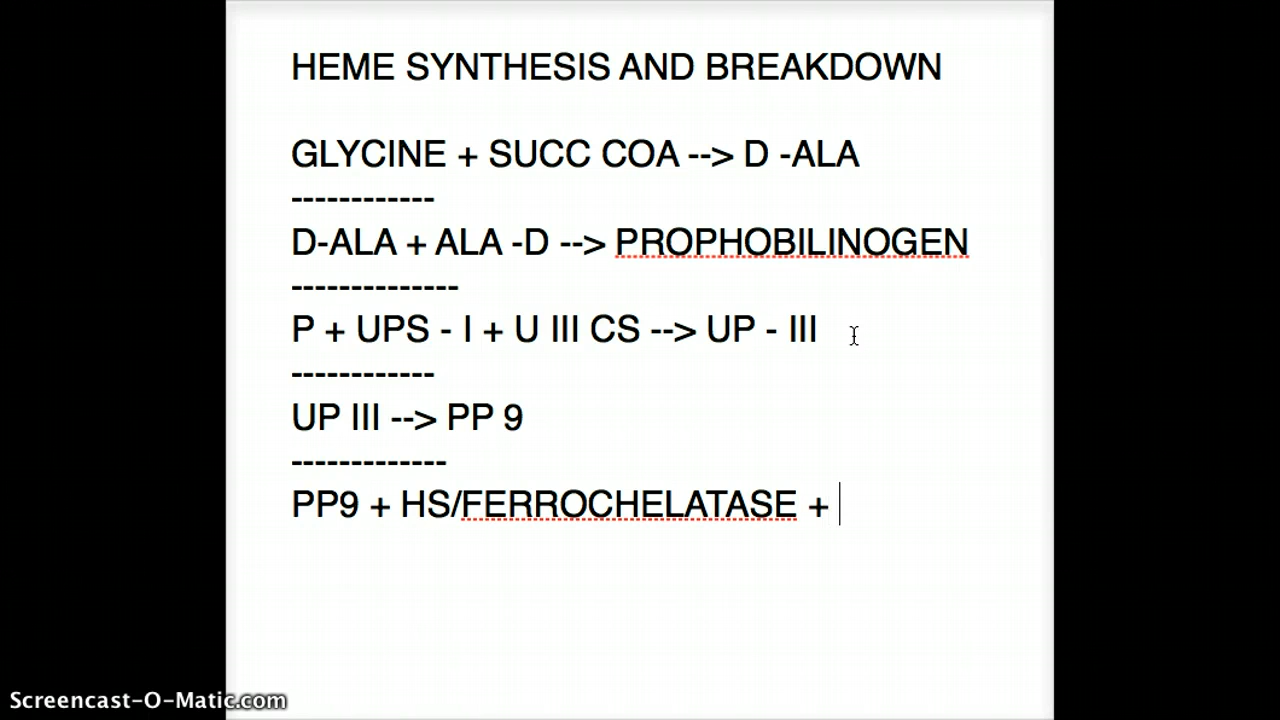 HEME SYNTHESIS AND BREAKDOWN
GLYCINE + SUCC COA --> D -ALA
------------
D-ALA + ALA -D --> PROPHOBILINOGEN
--------------
P + UPS - I + U III CS --> UP - III
------------
UP III --> PP 9
-------------
PP9 + HS/FERROCHELATASE +
Screencast-O-Matic.com